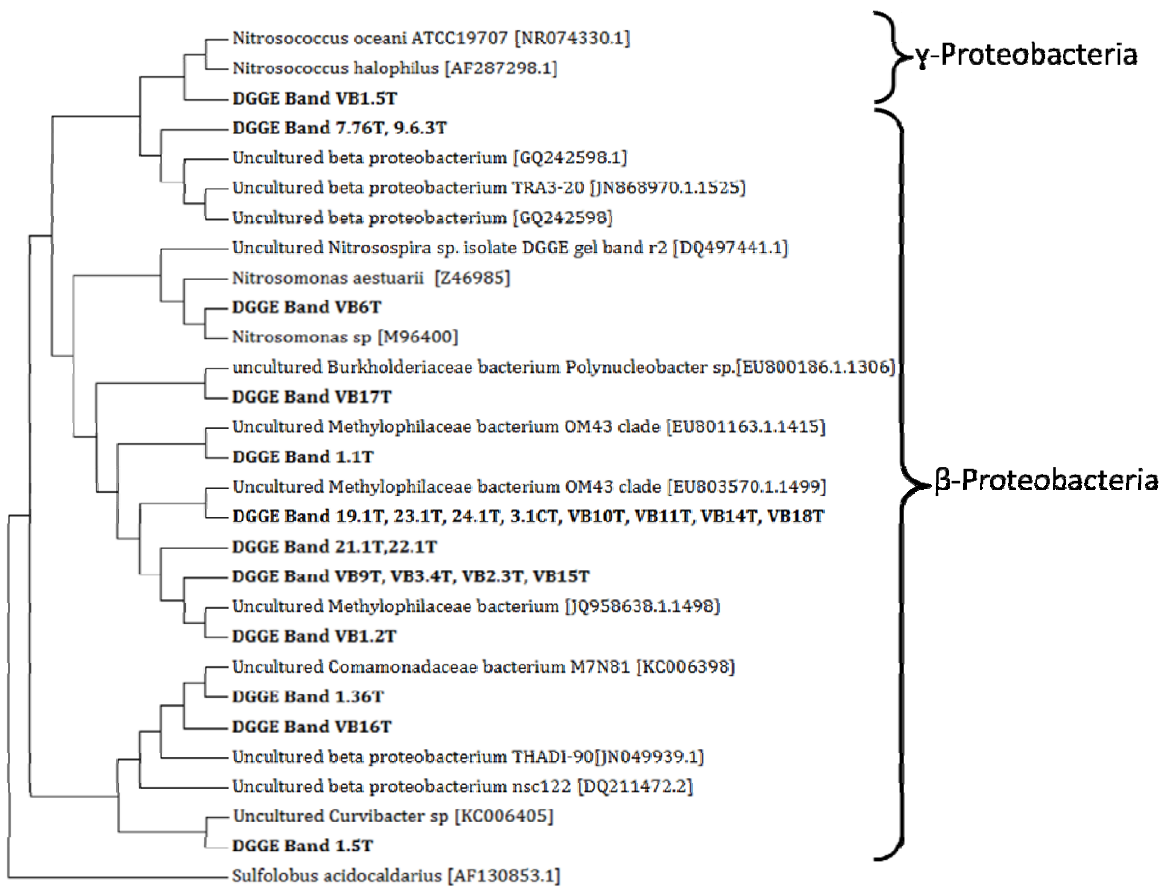 Nitrosococcus oceani ATCC19707 [NR074330.1]
Nitrosococcus halophilus [AF287298.1]
DGGE Band VB1.5T
γ-Proteobacteria
DGGE Band 7.76T, 9.6.3T
Uncultured beta proteobacterium [GQ242598.1]
Uncultured beta proteobacterium TRA3-20 [JN868970.1.1525]
Uncultured beta proteobacterium [GQ242598]
Uncultured Nitrosospira sp. isolate DGGE gel band r2 [DQ497441.1]
Nitrosomonas aestuarii [Z46985]
DGGE Band VB6T
Nitrosomonas sp [M96400]
uncultured Burkholderiaceae bacterium Polynucleobacter sp.[EU800186.1.1306]
DGGE Band VB17T
Uncultured Methylophilaceae bacterium OM43 clade [EU801163.1.1415]
DGGE Band 1.1T
Uncultured Methylophilaceae bacterium OM43 clade [EU803570.1.1499]
β-Proteobacteria
DGGE Band 19.1T, 23.1T, 24.1T, 3.1CT, VB10T, VB11T, VB14T, VB18T
DGGE Band 21.1T,22.1T
DGGE Band VB9T, VB3.4T, VB2.3T, VB15T
Uncultured Methylophilaceae bacterium [JQ958638.1.1498]
DGGE Band VB1.2T
Uncultured Comamonadaceae bacterium M7N81 [KC006398]
DGGE Band 1.36T
DGGE Band VB16T
Uncultured beta proteobacterium THADI-90[JN049939.1]
Uncultured beta proteobacterium nsc122 [DQ211472.2]
Uncultured Curvibacter sp [KC006405]
DGGE Band 1.5T
Sulfolobus acidocaldarius [AF130853.1]